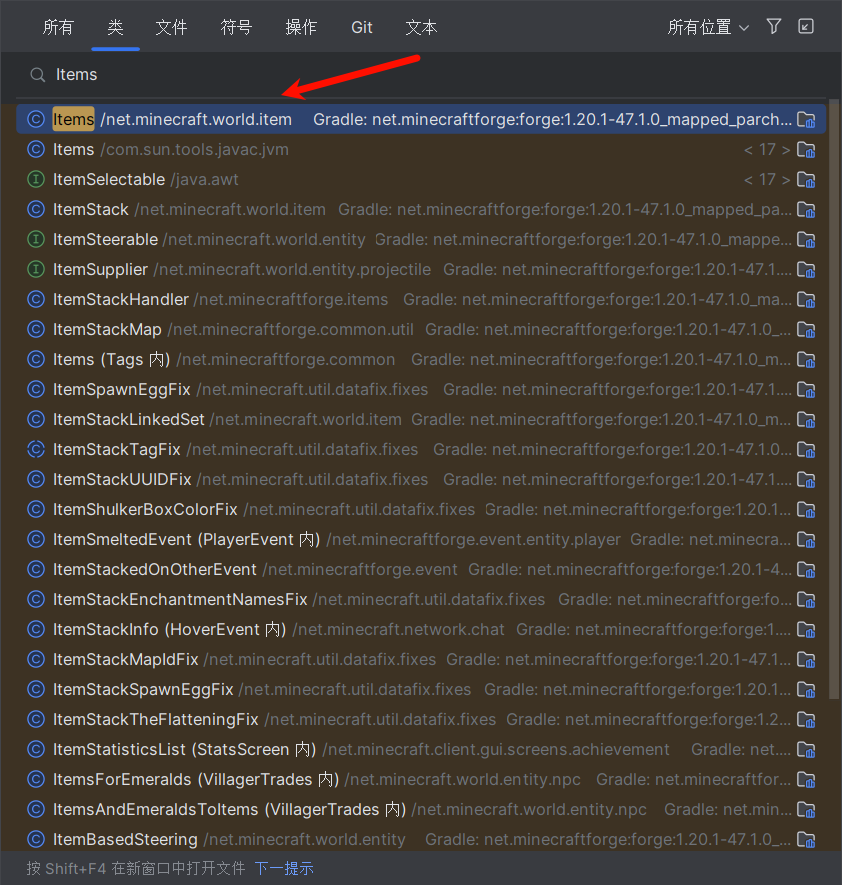 所有 类 文件 符号 操作 Git 文本 所有位置
Items
Items /net.minecraft.world.item Gradle: net.minecraftforge:forge:1.20.1-47.1.0_mapped_parch...
Items /com.sun.tools.javac.jvm < 17 >
ItemSelectable /java.awt < 17 >
ItemStack /net.minecraft.world.item Gradle: net.minecraftforge:forge:1.20.1-47.1.0_mapped_pa...
ItemSteerable /net.minecraft.world.entity Gradle: net.minecraftforge:forge:1.20.1-47.1.0_mappe...
ItemSupplier /net.minecraft.world.entity.projectile Gradle: net.minecraftforge:forge:1.20.1-47.1....
ItemStackHandler /net.minecraftforge.items Gradle: net.minecraftforge:forge:1.20.1-47.1.0_ma...
ItemStackMap /net.minecraftforge.common.util Gradle: net.minecraftforge:forge:1.20.1-47.1.0_...
Items (Tags 内) /net.minecraftforge.common Gradle: net.minecraftforge:forge:1.20.1-47.1.0_m...
ItemSpawnEggFix /net.minecraft.util.datafix.fixes Gradle: net.minecraftforge:forge:1.20.1-47.1....
ItemStackLinkedSet /net.minecraft.world.item Gradle: net.minecraftforge:forge:1.20.1-47.1.0_m...
ItemStackTagFix /net.minecraft.util.datafix.fixes Gradle: net.minecraftforge:forge:1.20.1-47.1.0...
ItemStackUUIDFix /net.minecraft.util.datafix.fixes Gradle: net.minecraftforge:forge:1.20.1-47.1....
ItemShulkerBoxColorFix /net.minecraft.util.datafix.fixes Gradle: net.minecraftforge:forge:1.20.1...
ItemSmeltedEvent (PlayerEvent 内) /net.minecraftforge.event.entity.player Gradle: net.minecra...
ItemStackedOnOtherEvent /net.minecraftforge.event Gradle: net.minecraftforge:forge:1.20.1-4...
ItemStackEnchantmentNamesFix /net.minecraft.util.datafix.fixes Gradle: net.minecraftforge:fo...
ItemStackInfo (HoverEvent 内) /net.minecraft.network.chat Gradle: net.minecraftforge:forge:1....
ItemStackMapIdFix /net.minecraft.util.datafix.fixes Gradle: net.minecraftforge:forge:1.20.1-47.1...
ItemStackSpawnEggFix /net.minecraft.util.datafix.fixes Gradle: net.minecraftforge:forge:1.20.1...
ItemStackTheFlatteningFix /net.minecraft.util.datafix.fixes Gradle: net.minecraftforge:forge:1.2...
ItemStatisticsList (StatsScreen 内) /net.minecraft.client.gui.screens.achievement Gradle: net....
ItemsForEmeralds (VillagerTrades 内) /net.minecraft.world.entity.npc Gradle: net.minecraftfor...
ItemsAndEmeraldsToItems (VillagerTrades 内) /net.minecraft.world.entity.npc Gradle: net.min...
ItemBasedSteering /net.minecraft.world.entity Gradle: net.minecraftforge:forge:1.20.1-47.1.0_...
按 Shift+F4 在新窗口中打开文件 下一提示